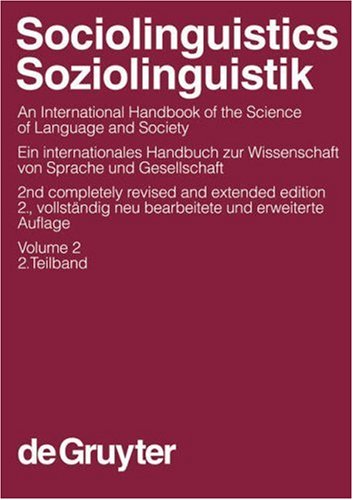 Sociolinguistics
Soziolinguistik
An International Handbook of the Science
of Language and Society
Ein internationales Handbuch zur Wissenschaft
von Sprache und Gesellschaft
2nd completely revised and extended edition
2., vollständig neu bearbeitete und erweiterte
Auflage
Volume 2
2.Teilband
de Gruyter